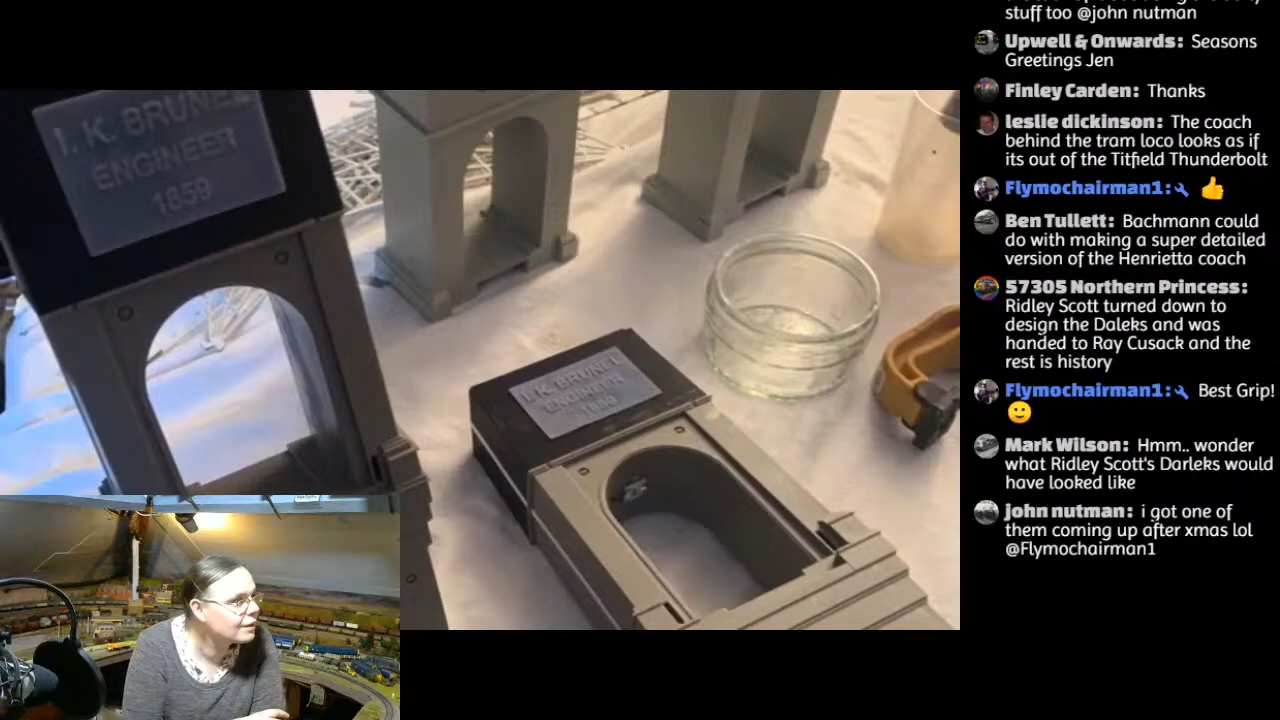 I. K. BRUNEL
ENGINEER
1859
I.K. BRUNEL
ENGINEER
1859
stuff too @john nutman
Upwell & Onwards: Seasons
Greetings Jen
Finley Carden: Thanks
leslie dickinson: The coach
behind the tram loco looks as if
its out of the Titfield Thunderbolt
Flymochairman1: 👍
Ben Tullett: Bachmann could
do with making a super detailed
version of the Henrietta coach
57305 Northern Princess:
Ridley Scott turned down to
design the Daleks and was
handed to Ray Cusack and the
rest is history
Flymochairman1: Best Grip!
🙂
Mark Wilson: Hmm.. wonder
what Ridley Scott's Darleks would
have looked like
john nutman: i got one of
them coming up after xmas lol
@Flymochairman1